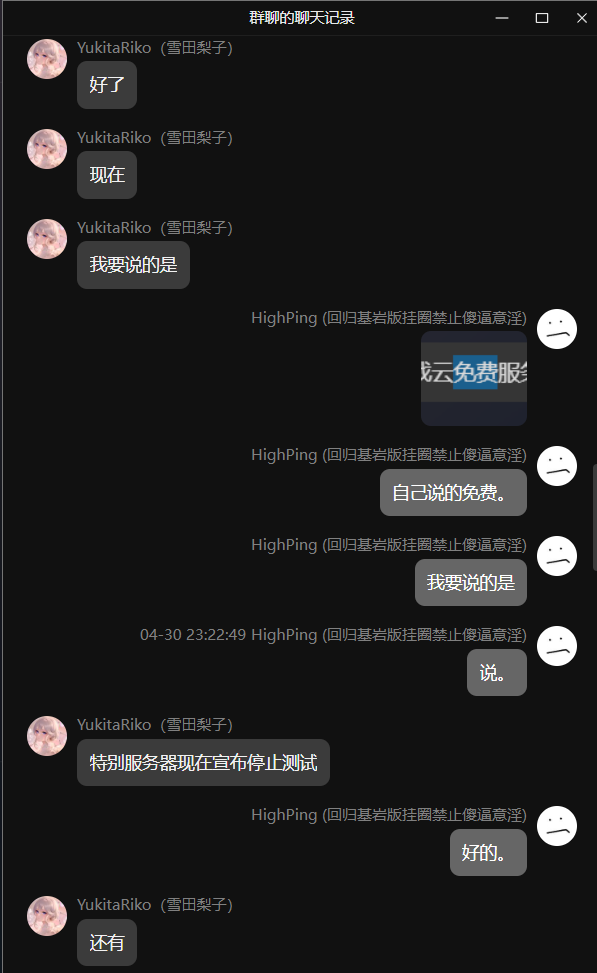 群聊的聊天记录
YukitaRiko（雪田梨子）
好了
YukitaRiko（雪田梨子）
现在
YukitaRiko（雪田梨子）
我要说的是
HighPing (回归基岩版挂圈禁止傻逼意淫)
云免费服
HighPing (回归基岩版挂圈禁止傻逼意淫)
自己说的免费。
HighPing (回归基岩版挂圈禁止傻逼意淫)
我要说的是
04-30 23:22:49 HighPing (回归基岩版挂圈禁止傻逼意淫)
说。
YukitaRiko（雪田梨子）
特别服务器现在宣布停止测试
HighPing (回归基岩版挂圈禁止傻逼意淫)
好的。
YukitaRiko（雪田梨子）
还有